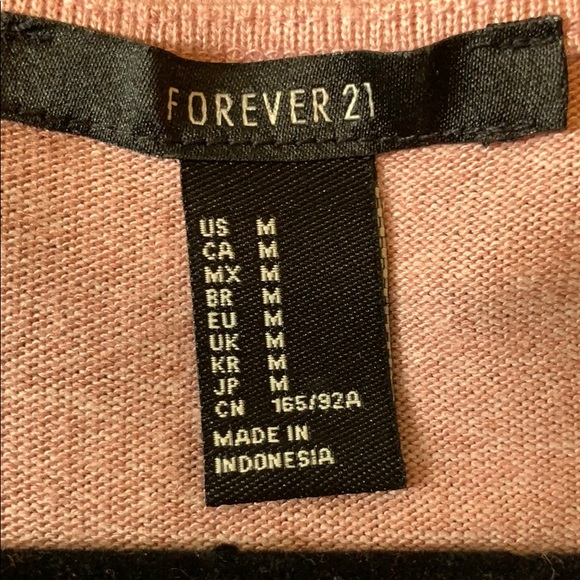 FOREVER 21
US M
CA M
MX M
BR M
EU M
UK M
KR M
JP M
CN 165/92A
MADE IN
INDONESIA